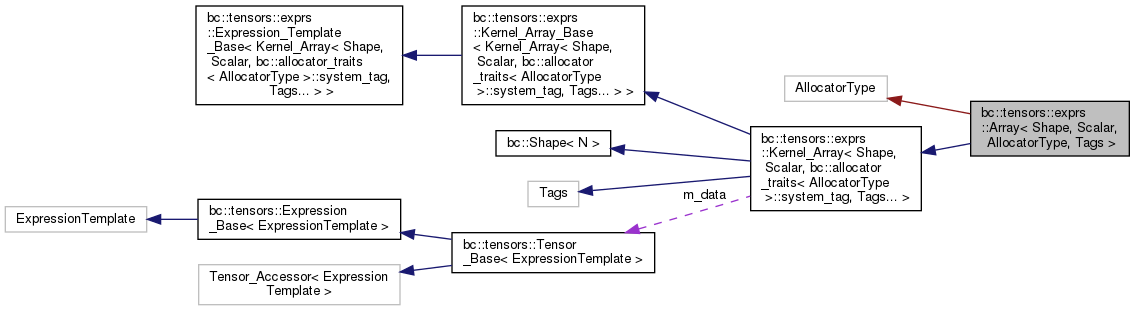 bc::tensors::exprs
::Expression_Template
_Base< Kernel_Array< Shape,
Scalar, bc::allocator_traits
< AllocatorType >::system_tag,
Tags... > >
bc::tensors::exprs
::Kernel_Array_Base
< Kernel_Array< Shape,
Scalar, bc::allocator
_traits< AllocatorType
>::system_tag, Tags... > >
AllocatorType
bc::tensors::exprs
::Array< Shape, Scalar,
AllocatorType, Tags >
bc::Shape< N >
bc::tensors::exprs
::Kernel_Array< Shape,
Scalar, bc::allocator
_traits< AllocatorType
>::system_tag, Tags... >
Tags
m_data
ExpressionTemplate
bc::tensors::Expression
_Base< ExpressionTemplate >
bc::tensors::Tensor
_Base< ExpressionTemplate >
Tensor_Accessor< Expression
Template >